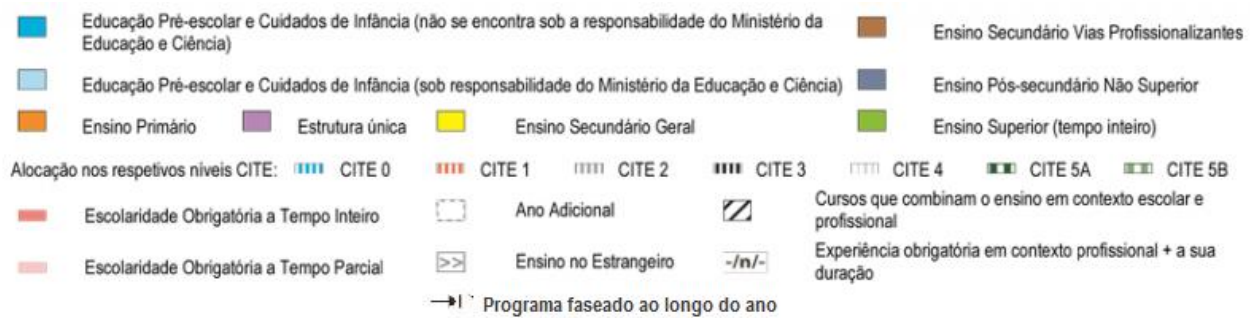 Educação Pré-escolar e Cuidados de Infância (não se encontra sob a responsabilidade do Ministério da
Educação e Ciência)
Ensino Secundário Vias Profissionalizantes
Educação Pré-escolar e Cuidados de Infância (sob responsabilidade do Ministério da Educação e Ciência)
Ensino Pós-secundário Não Superior
Ensino Primário
Estrutura única
Ensino Secundário Geral
Ensino Superior (tempo inteiro)
Alocação nos respetivos níveis CITE: CITE 0 CITE 1 CITE 2 CITE 3 CITE 4 CITE 5A CITE 5B
Escolaridade Obrigatória a Tempo Inteiro
Ano Adicional
Cursos que combinam o ensino em contexto escolar e
profissional
Escolaridade Obrigatória a Tempo Parcial
>> Ensino no Estrangeiro
-/n/- Experiência obrigatória em contexto profissional + a sua
duração
Programa faseado ao longo do ano